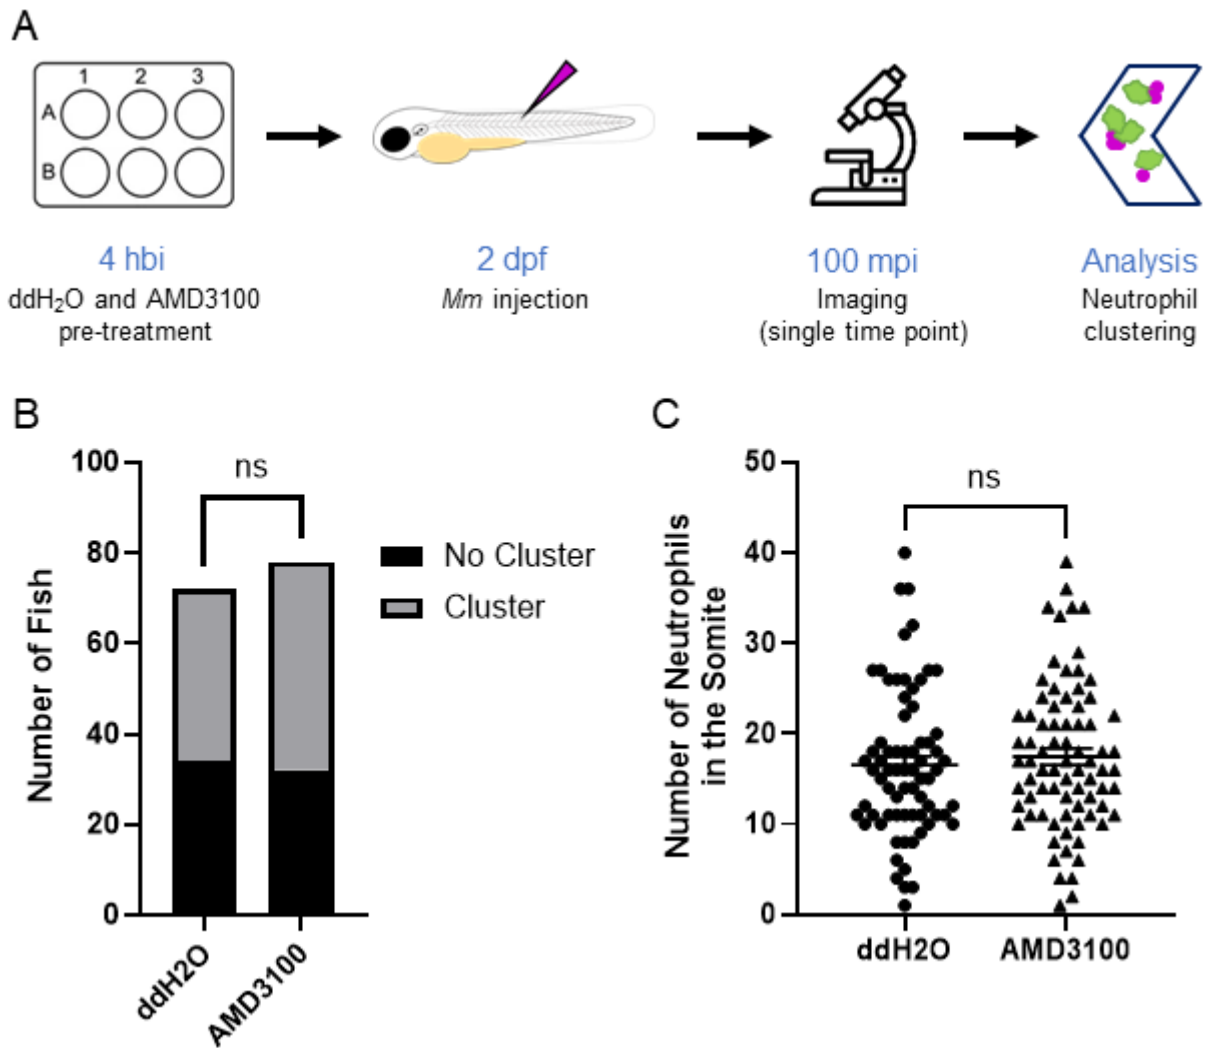 A
1 2 3
A
B
4 hbi
ddH₂O and AMD3100
pre-treatment
2 dpf
Mm injection
100 mpi
Imaging
(single time point)
Analysis
Neutrophil
clustering
B
Number of Fish
100
80
60
40
20
0
ns
No Cluster
Cluster
ddH2O
AMD3100
C
Number of Neutrophils
in the Somite
50
40
30
20
10
0
ns
ddH2O
AMD3100